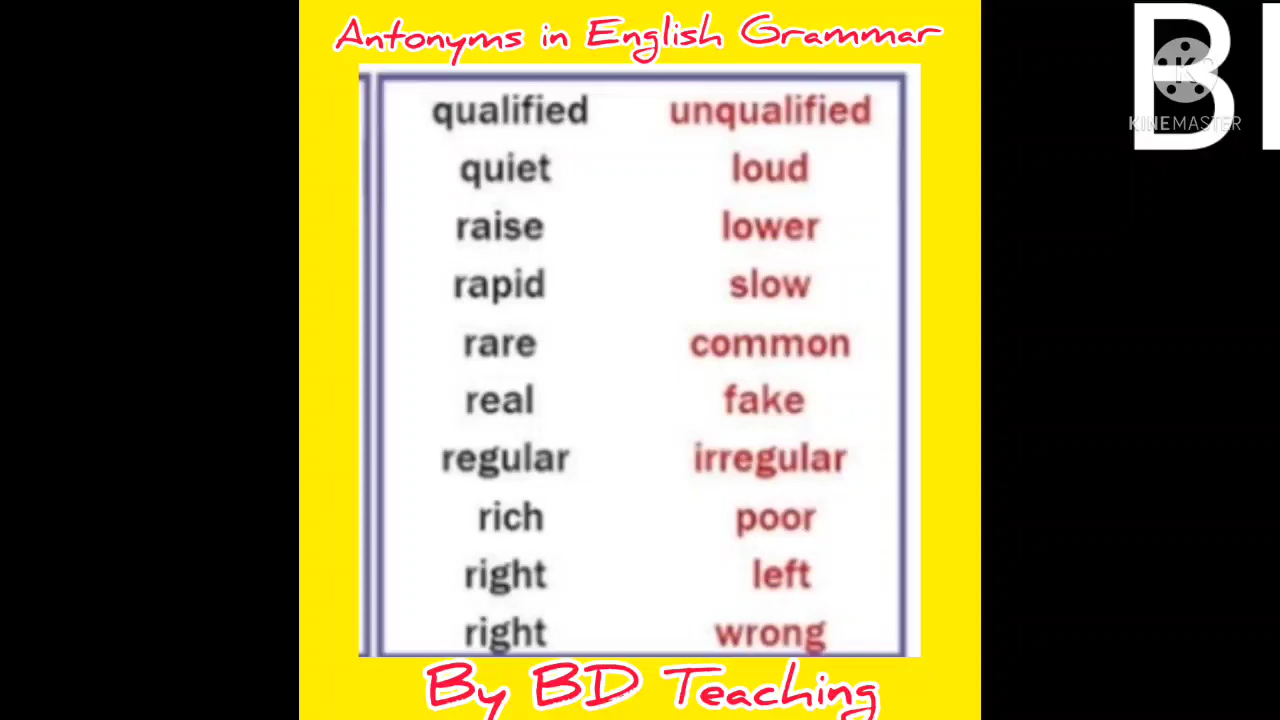 Antonyms in English Grammar
qualified unqualified
quiet loud
raise lower
rapid slow
rare common
real fake
regular irregular
rich poor
right left
right wrong
By BD Teaching
B
KINEMASTER